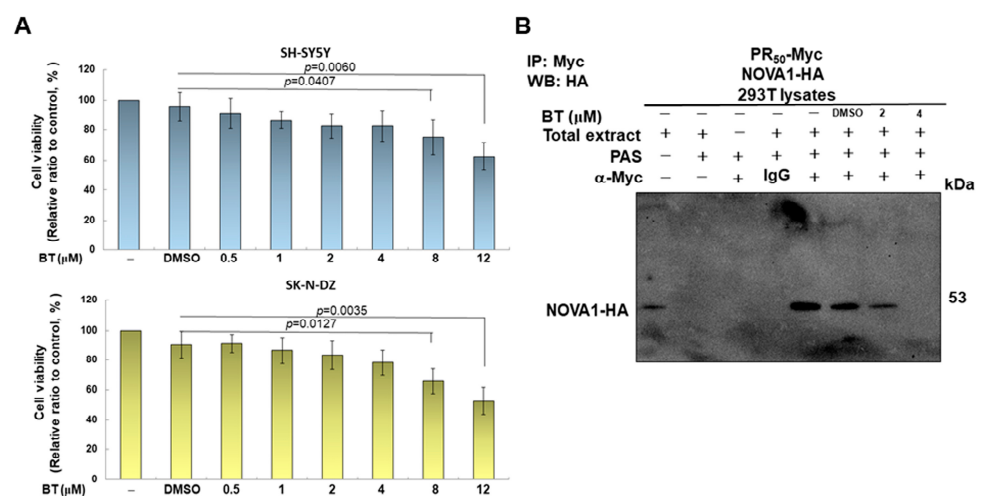 A
SH-SY5Y
p=0.0060
p=0.0407
Cell viability
(Relative ratio to control, %)
120
100
80
60
40
20
0
BT (μM) – DMSO 0.5 1 2 4 8 12
SK-N-DZ
p=0.0035
p=0.0127
Cell viability
(Relative ratio to control, %)
120
100
80
60
40
20
0
BT (μM) – DMSO 0.5 1 2 4 8 12
B
IP: Myc
WB: HA
PR50-Myc
NOVA1-HA
293T lysates
BT (μM) – – – – – DMSO 2 4
Total extract + + – + + + + +
PAS – + + + + + + +
α-Myc – – + IgG + + + +
kDa
NOVA1-HA
53